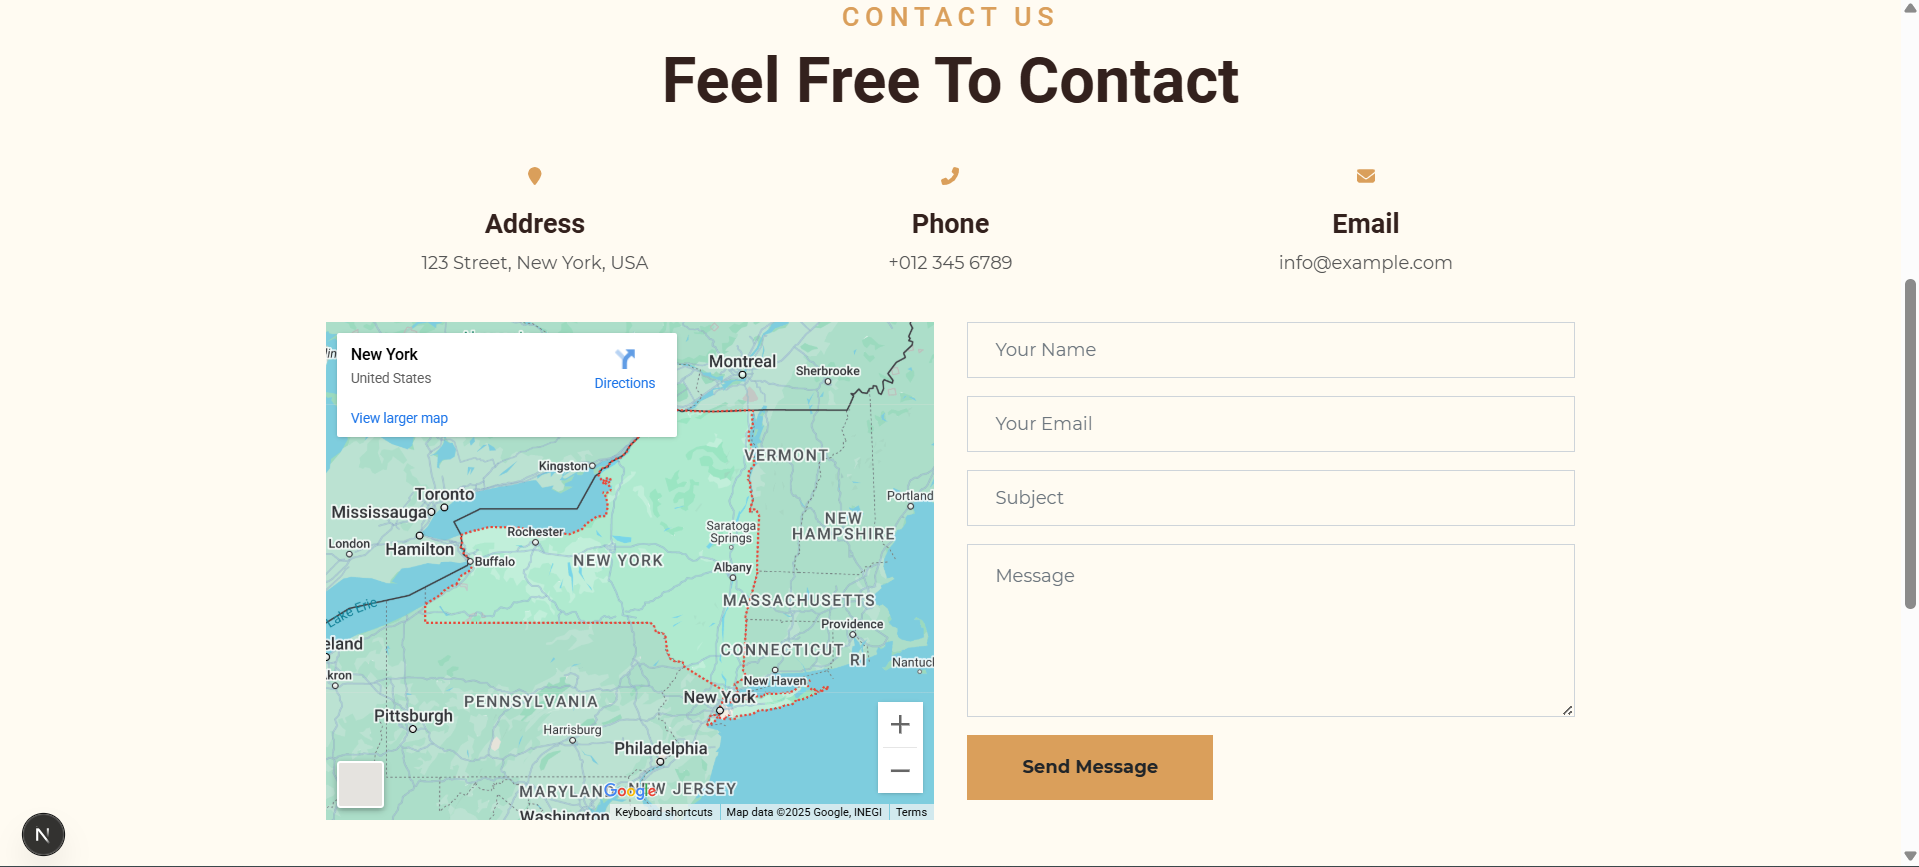 CONTACT US
Feel Free To Contact
Address
123 Street, New York, USA
Phone
+012 345 6789
Email
info@example.com
New York
United States
Directions
View larger map
Montreal
Sherbrooke
VERMONT
Kingston
Toronto
Mississauga
Hamilton
London
Rochester
Buffalo
NEW YORK
Saratoga
Springs
Albany
NEW
HAMPSHIRE
Portland
MASSACHUSETTS
Providence
CONNECTICUT
RI
Nantuc
New Haven
Lake Erie
eland
kron
PENNSYLVANIA
New York
Pittsburgh
Harrisburg
Philadelphia
MARYLAN
Google
W JERSEY
Washington
Keyboard shortcuts
Map data ©2025 Google, INEGI
Terms
Your Name
Your Email
Subject
Message
Send Message
N